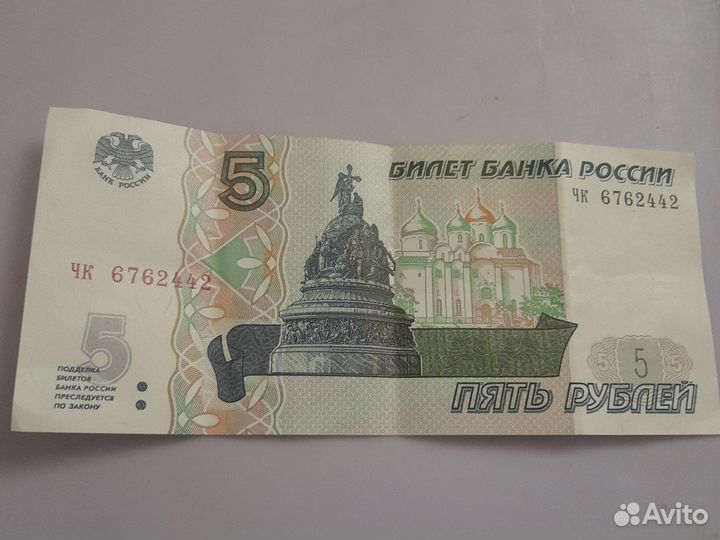 БАНК РОССИИ
5
БИЛЕТ БАНКА РОССИИ
чк 6762442
чк 6762442
5
ПОДДЕЛКА
БИЛЕТОВ
БАНКА РОССИИ
ПРЕСЛЕДУЕТСЯ
ПО ЗАКОНУ
5 5 5
ПЯТЬ РУБЛЕЙ
Avito